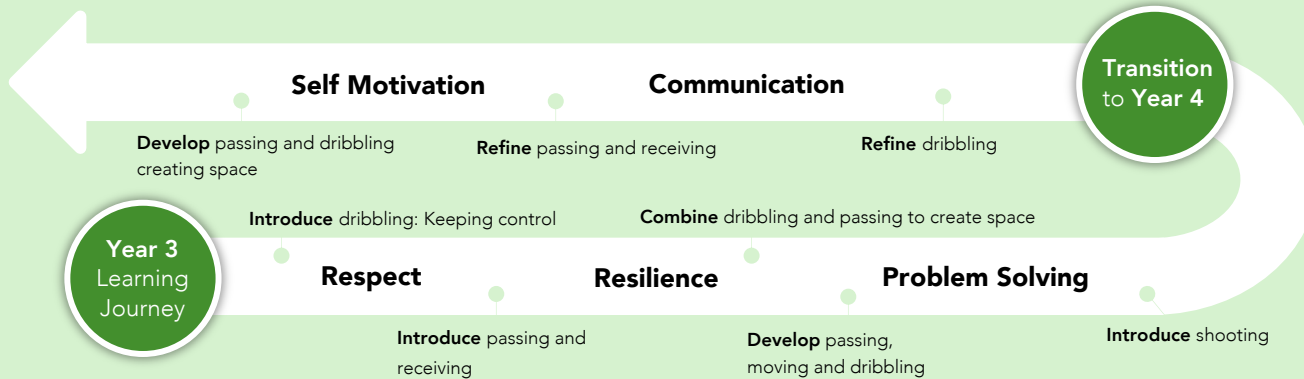 Self Motivation
Communication
Transition
to Year 4
Develop passing and dribbling
creating space
Refine passing and receiving
Refine dribbling
Introduce dribbling: Keeping control
Combine dribbling and passing to create space
Year 3
Learning
Journey
Respect
Resilience
Problem Solving
Introduce passing and
receiving
Develop passing,
moving and dribbling
Introduce shooting